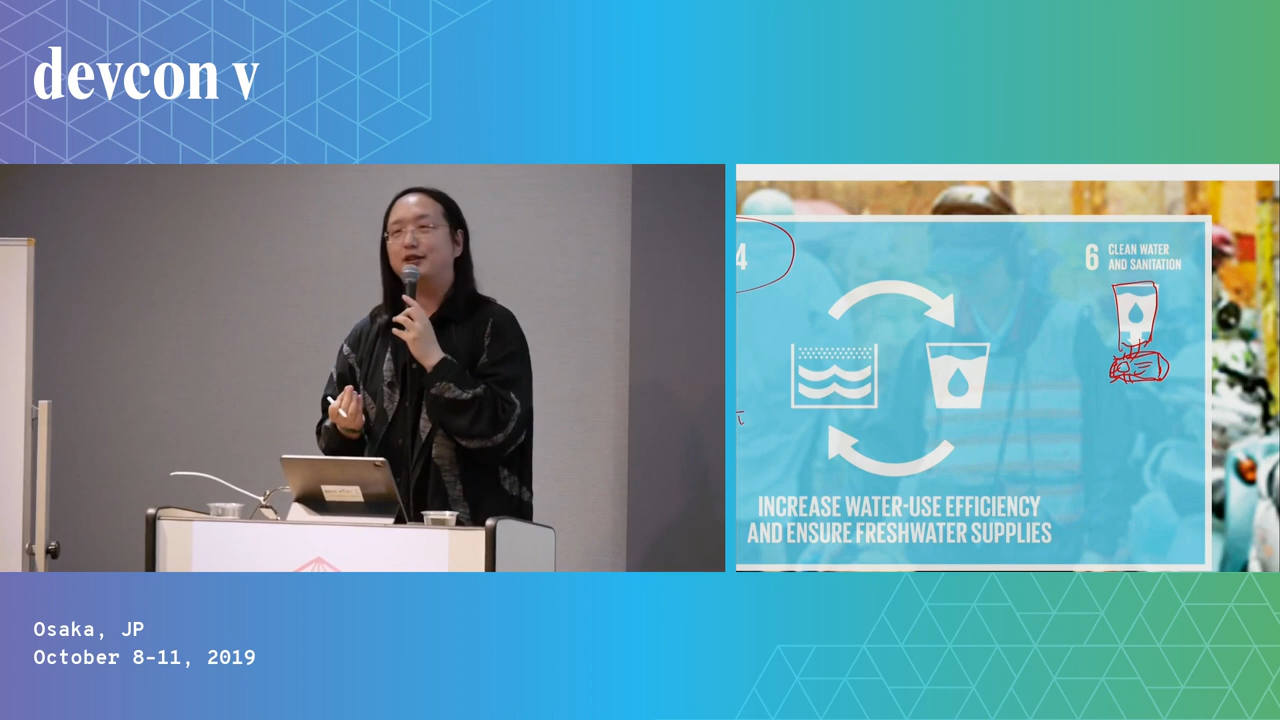 devcon v
4
6 CLEAN WATER
AND SANITATION
INCREASE WATER-USE EFFICIENCY
AND ENSURE FRESHWATER SUPPLIES
Osaka, JP
October 8-11, 2019